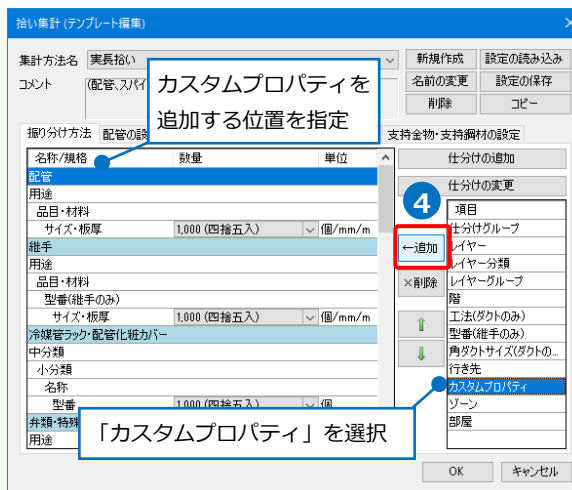 拾い集計 (テンプレート編集)
集計方法名 実長拾い 新規作成 設定の読み込み
コメント (配管、スパイ 名前の変更 設定の保存
削除 コピー
カスタムプロパティを
追加する位置を指定
振り分け方法 支持金物・支持鋼材の設定
名称/規格 数量 単位 仕分けの追加
配管 仕分けの変更
用途 4 項目
品目・材料 仕分けグループ
サイズ・板厚 1,000 (四捨五入) 個/mm/m レイヤー
継手 ←追加 レイヤー分類
用途 レイヤーグループ
品目・材料 ×削除 階
型番(継手のみ) 工法(ダクトのみ)
サイズ・板厚 1,000 (四捨五入) 個/mm/m 型番(継手のみ)
冷媒管ラック・配管化粧カバー 角ダクトサイズ(ダクトの...
中分類 行き先
小分類 カスタムプロパティ
名称 ゾーン
型番 1,000 (四捨五入) 個 部屋
弁類・特殊
用途
「カスタムプロパティ」を選択
OK キャンセル